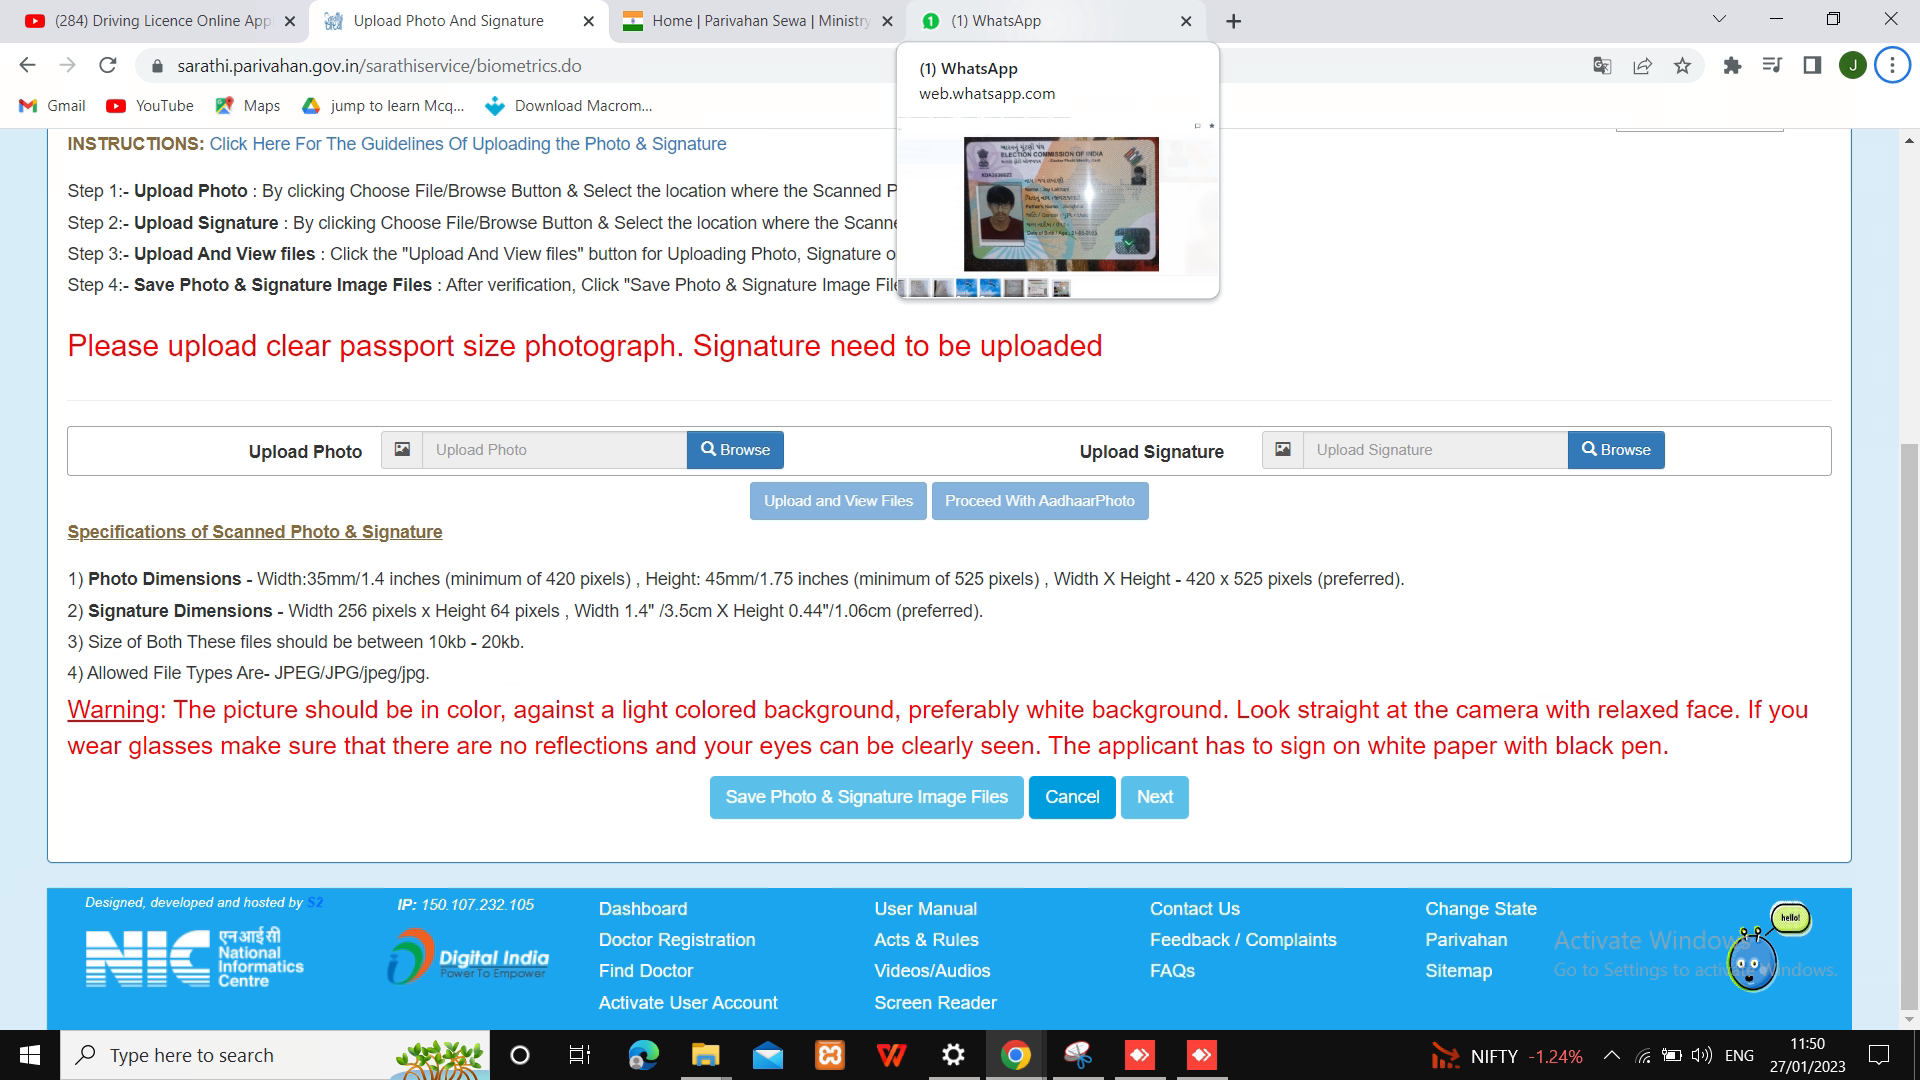 (284) Driving Licence Online App
Upload Photo And Signature
Home | Parivahan Sewa | Ministry
(1) WhatsApp
sarathi.parivahan.gov.in/sarathiservice/biometrics.do
J
Gmail
YouTube
Maps
jump to learn Mcq...
Download Macrom...
(1) WhatsApp
web.whatsapp.com
ELECTION COMMISSION OF INDIA
INSTRUCTIONS: Click Here For The Guidelines Of Uploading the Photo & Signature
Step 1:- Upload Photo : By clicking Choose File/Browse Button & Select the location where the Scanned P
Step 2:- Upload Signature : By clicking Choose File/Browse Button & Select the location where the Scanne
Step 3:- Upload And View files : Click the "Upload And View files" button for Uploading Photo, Signature o
Step 4:- Save Photo & Signature Image Files : After verification, Click "Save Photo & Signature Image File
Please upload clear passport size photograph. Signature need to be uploaded
Upload Photo Upload Photo Browse Upload Signature Upload Signature Browse
Upload and View Files Proceed With AadhaarPhoto
Specifications of Scanned Photo & Signature
1) Photo Dimensions - Width:35mm/1.4 inches (minimum of 420 pixels) , Height: 45mm/1.75 inches (minimum of 525 pixels) , Width X Height - 420 x 525 pixels (preferred).
2) Signature Dimensions - Width 256 pixels x Height 64 pixels , Width 1.4" /3.5cm X Height 0.44"/1.06cm (preferred).
3) Size of Both These files should be between 10kb - 20kb.
4) Allowed File Types Are- JPEG/JPG/jpeg/jpg.
Warning: The picture should be in color, against a light colored background, preferably white background. Look straight at the camera with relaxed face. If you
wear glasses make sure that there are no reflections and your eyes can be clearly seen. The applicant has to sign on white paper with black pen.
Save Photo & Signature Image Files Cancel Next
Designed, developed and hosted by S2
NIC एन आई सी
National
Informatics
Centre
IP: 150.107.232.105
Digital India
Power To Empower
Dashboard
Doctor Registration
Find Doctor
Activate User Account
User Manual
Acts & Rules
Videos/Audios
Screen Reader
Contact Us
Feedback / Complaints
FAQs
Change State
Parivahan
Sitemap
hello!
Activate Windows
Go to Settings to activate Windows.
Type here to search
NIFTY -1.24%
ENG
11:50
27/01/2023